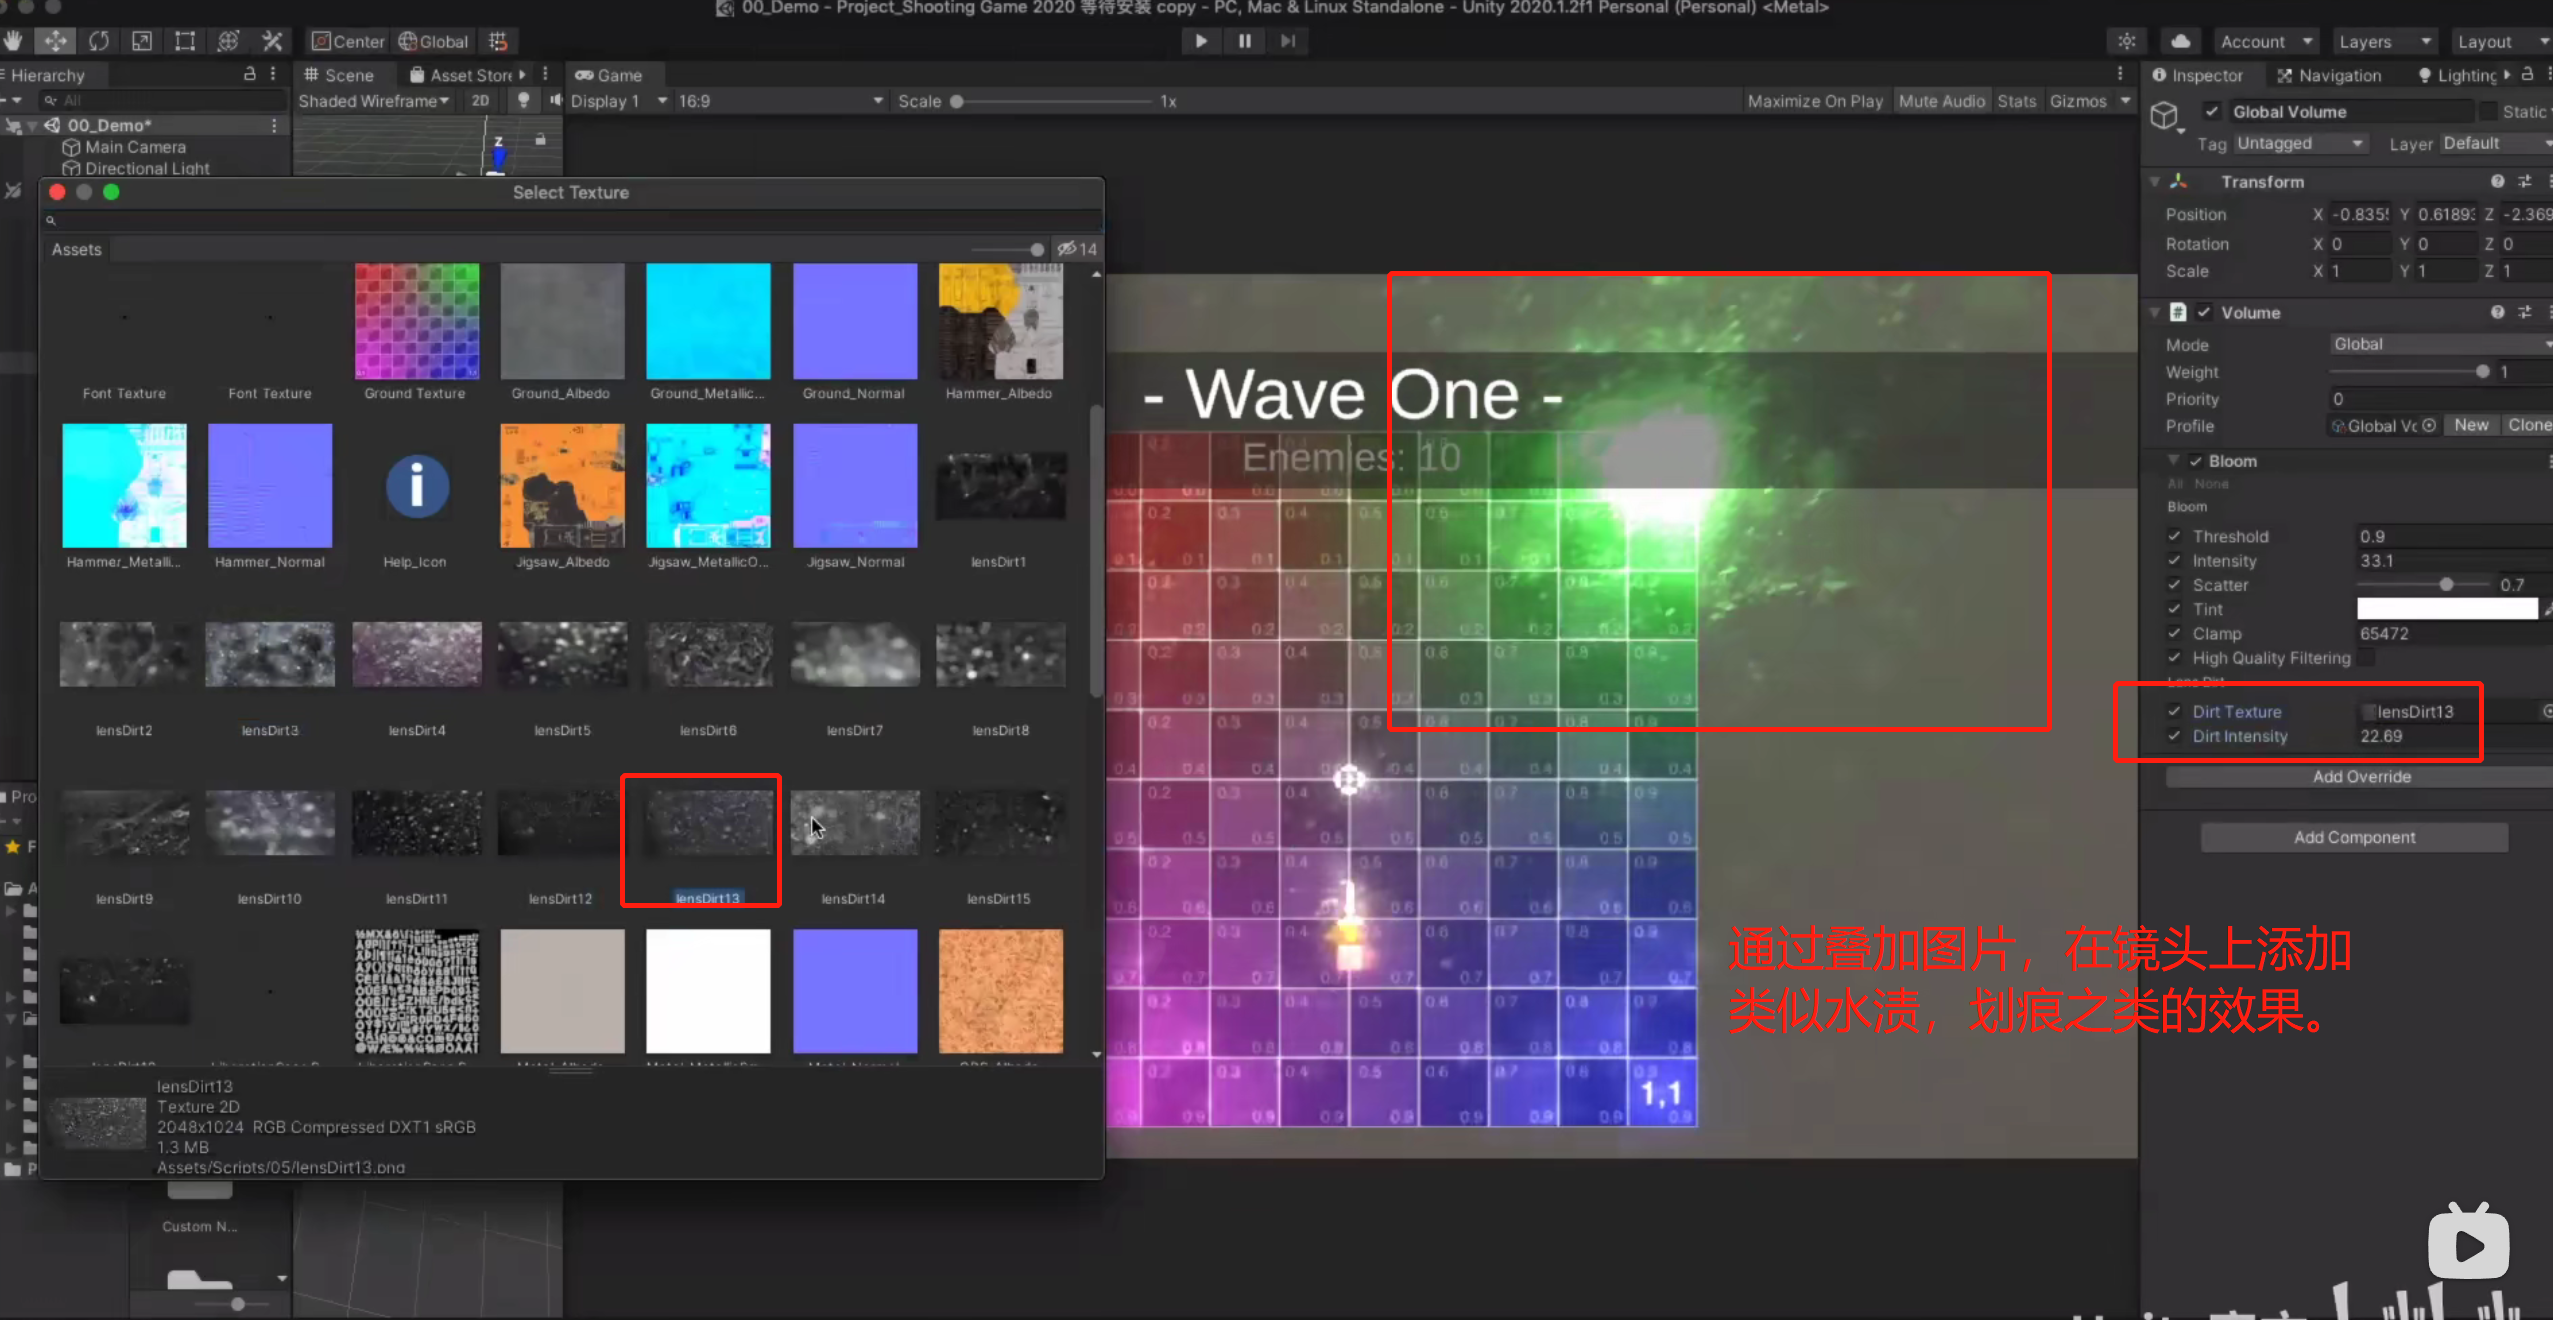 00_Demo - Project_Shooting Game 2020 等待安装 copy - PC, Mac & Linux Standalone - Unity 2020.1.2f1 Personal (Personal) <Metal>
Center Global
Account Layers Layout
Hierarchy
Scene Asset Store
Game
Inspector Navigation Lighting
All
Shaded Wireframe 2D
Display 1 16:9 Scale 1x
Maximize On Play Mute Audio Stats Gizmos
00_Demo*
Main Camera
Directional Light
z
Select Texture
Assets
14
Font Texture Font Texture Ground Texture Ground_Albedo Ground_Metallic... Ground_Normal Hammer_Albedo
Hammer_Metalli... Hammer_Normal Help_Icon Jigsaw_Albedo Jigsaw_MetallicO... Jigsaw_Normal lensDirt1
lensDirt2 lensDirt3 lensDirt4 lensDirt5 lensDirt6 lensDirt7 lensDirt8
lensDirt9 lensDirt10 lensDirt11 lensDirt12 lensDirt13 lensDirt14 lensDirt15
lensDirt13
Texture 2D
2048x1024 RGB Compressed DXT1 sRGB
1.3 MB
Assets/Scripts/05/lensDirt13.png
Custom N...
- Wave One -
Enemies: 10
1,1
通过叠加图片，在镜头上添加
类似水渍，划痕之类的效果。
Global Volume Static
Tag Untagged Layer Default
Transform
Position X -0.835 Y 0.6189 Z -2.369
Rotation X 0 Y 0 Z 0
Scale X 1 Y 1 Z 1
Volume
Mode Global
Weight 1
Priority 0
Profile Global Vo New Clone
Bloom
All None
Bloom
Threshold 0.9
Intensity 33.1
Scatter 0.7
Tint
Clamp 65472
High Quality Filtering
Lens Dirt
Dirt Texture lensDirt13
Dirt Intensity 22.69
Add Override
Add Component